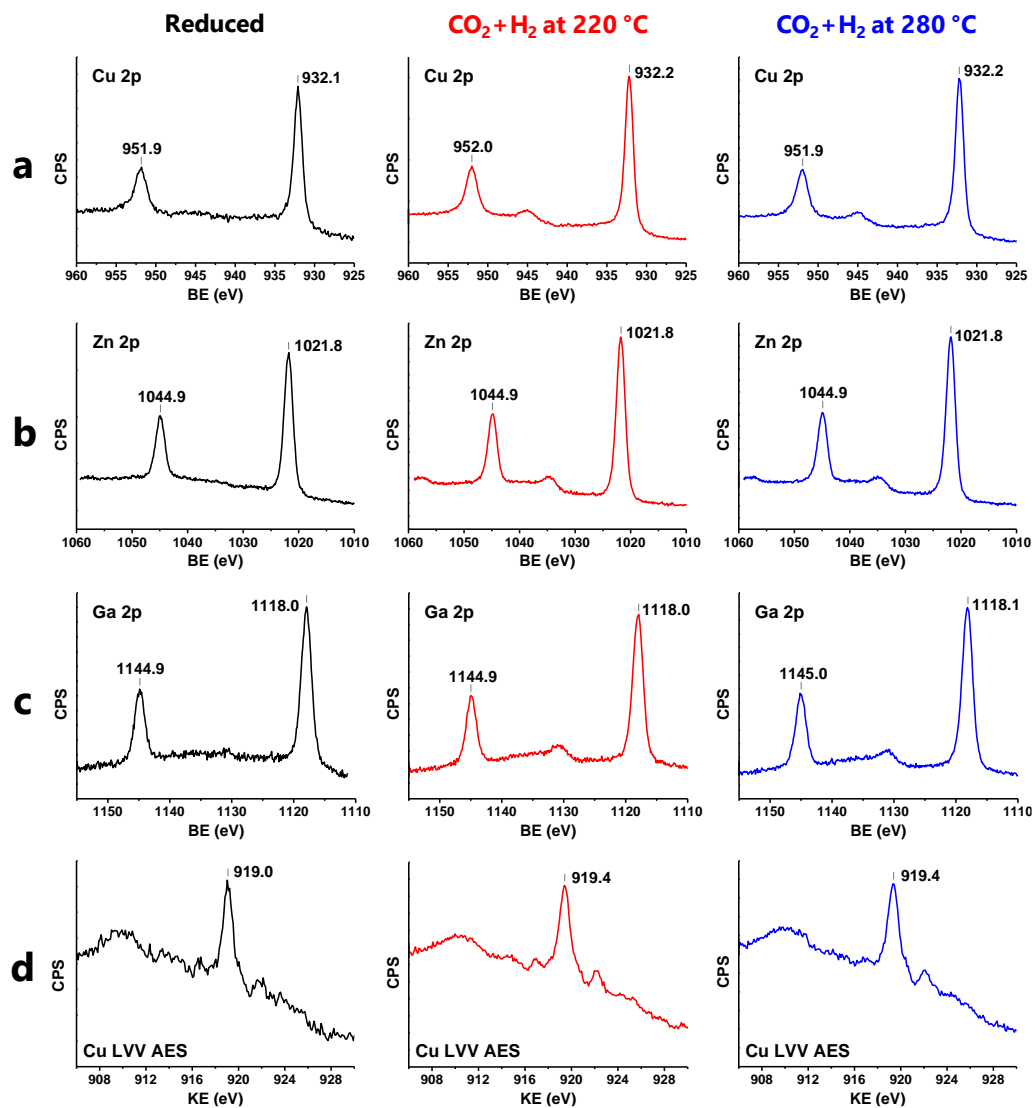 Reduced
CO₂+H₂ at 220 °C
CO₂+H₂ at 280 °C
a
Cu 2p
932.1
951.9
CPS
960 955 950 945 940 935 930 925
BE (eV)
Cu 2p
932.2
952.0
CPS
960 955 950 945 940 935 930 925
BE (eV)
Cu 2p
932.2
951.9
CPS
960 955 950 945 940 935 930 925
BE (eV)
b
Zn 2p
1021.8
1044.9
CPS
1060 1050 1040 1030 1020 1010
BE (eV)
Zn 2p
1021.8
1044.9
CPS
1060 1050 1040 1030 1020 1010
BE (eV)
Zn 2p
1021.8
1044.9
CPS
1060 1050 1040 1030 1020 1010
BE (eV)
c
Ga 2p
1118.0
1144.9
CPS
1150 1140 1130 1120 1110
BE (eV)
Ga 2p
1118.0
1144.9
CPS
1150 1140 1130 1120 1110
BE (eV)
Ga 2p
1118.1
1145.0
CPS
1150 1140 1130 1120 1110
BE (eV)
d
919.0
CPS
Cu LVV AES
908 912 916 920 924 928
KE (eV)
919.4
CPS
Cu LVV AES
908 912 916 920 924 928
KE (eV)
919.4
CPS
Cu LVV AES
908 912 916 920 924 928
KE (eV)